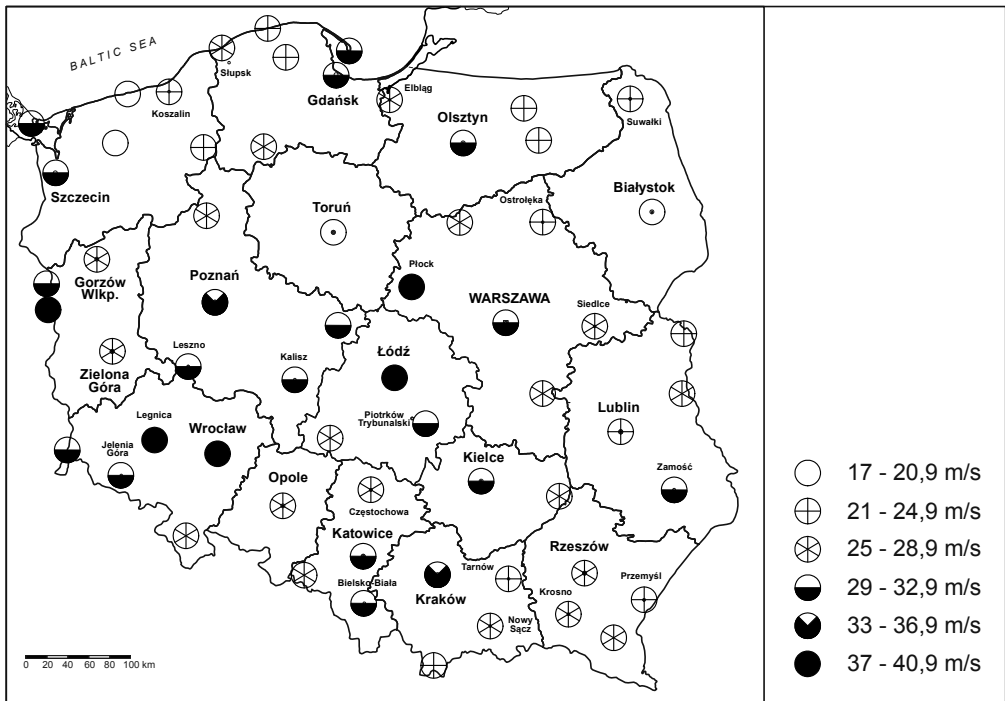 BALTIC SEA
Słupsk
Koszalin
Gdańsk
Elbląg
Olsztyn
Suwałki
Szczecin
Białystok
Toruń
Ostrołęka
Gorzów
Wlkp.
Poznań
Płock
WARSZAWA
Siedlce
Zielona
Góra
Leszno
Kalisz
Łódź
Legnica
Wrocław
Piotrków
Trybunalski
Lublin
Jelenia
Góra
Opole
Kielce
Zamość
Częstochowa
Katowice
Rzeszów
Bielsko-Biała
Tarnów
Przemyśl
Kraków
Krosno
Nowy
Sącz
0 20 40 60 80 100 km
17 - 20,9 m/s
21 - 24,9 m/s
25 - 28,9 m/s
29 - 32,9 m/s
33 - 36,9 m/s
37 - 40,9 m/s